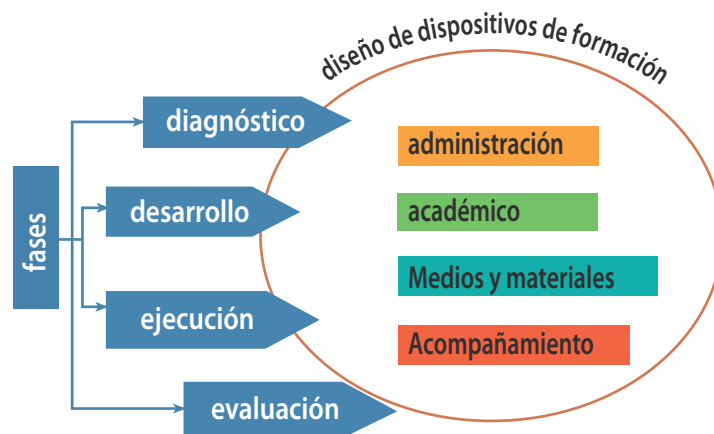 diseño de dispositivos de formación
fases
diagnóstico
desarrollo
ejecución
evaluación
administración
académico
Medios y materiales
Acompañamiento